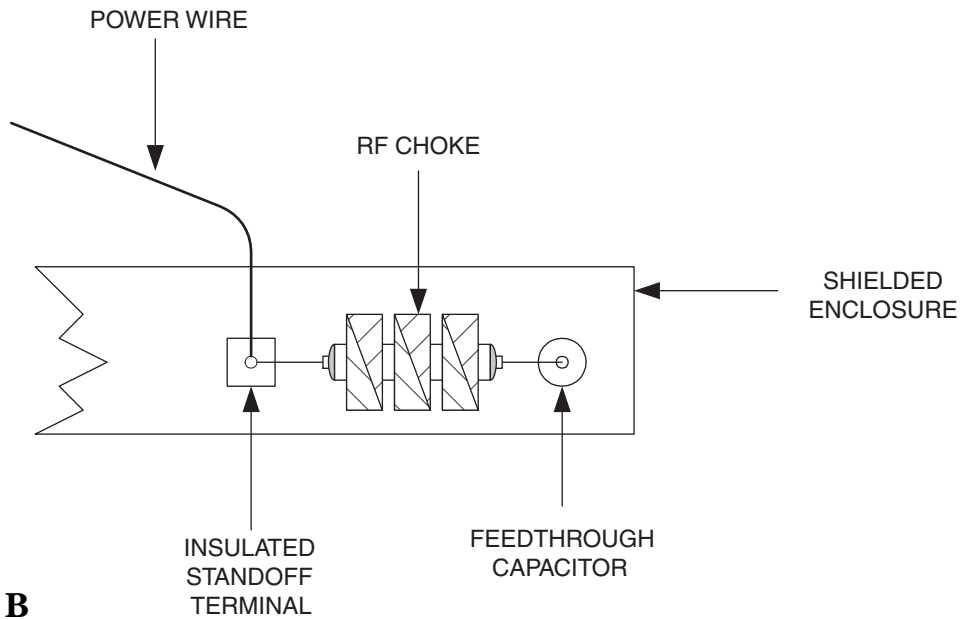 POWER WIRE
RF CHOKE
SHIELDED
ENCLOSURE
INSULATED
STANDOFF
TERMINAL
FEEDTHROUGH
CAPACITOR
B